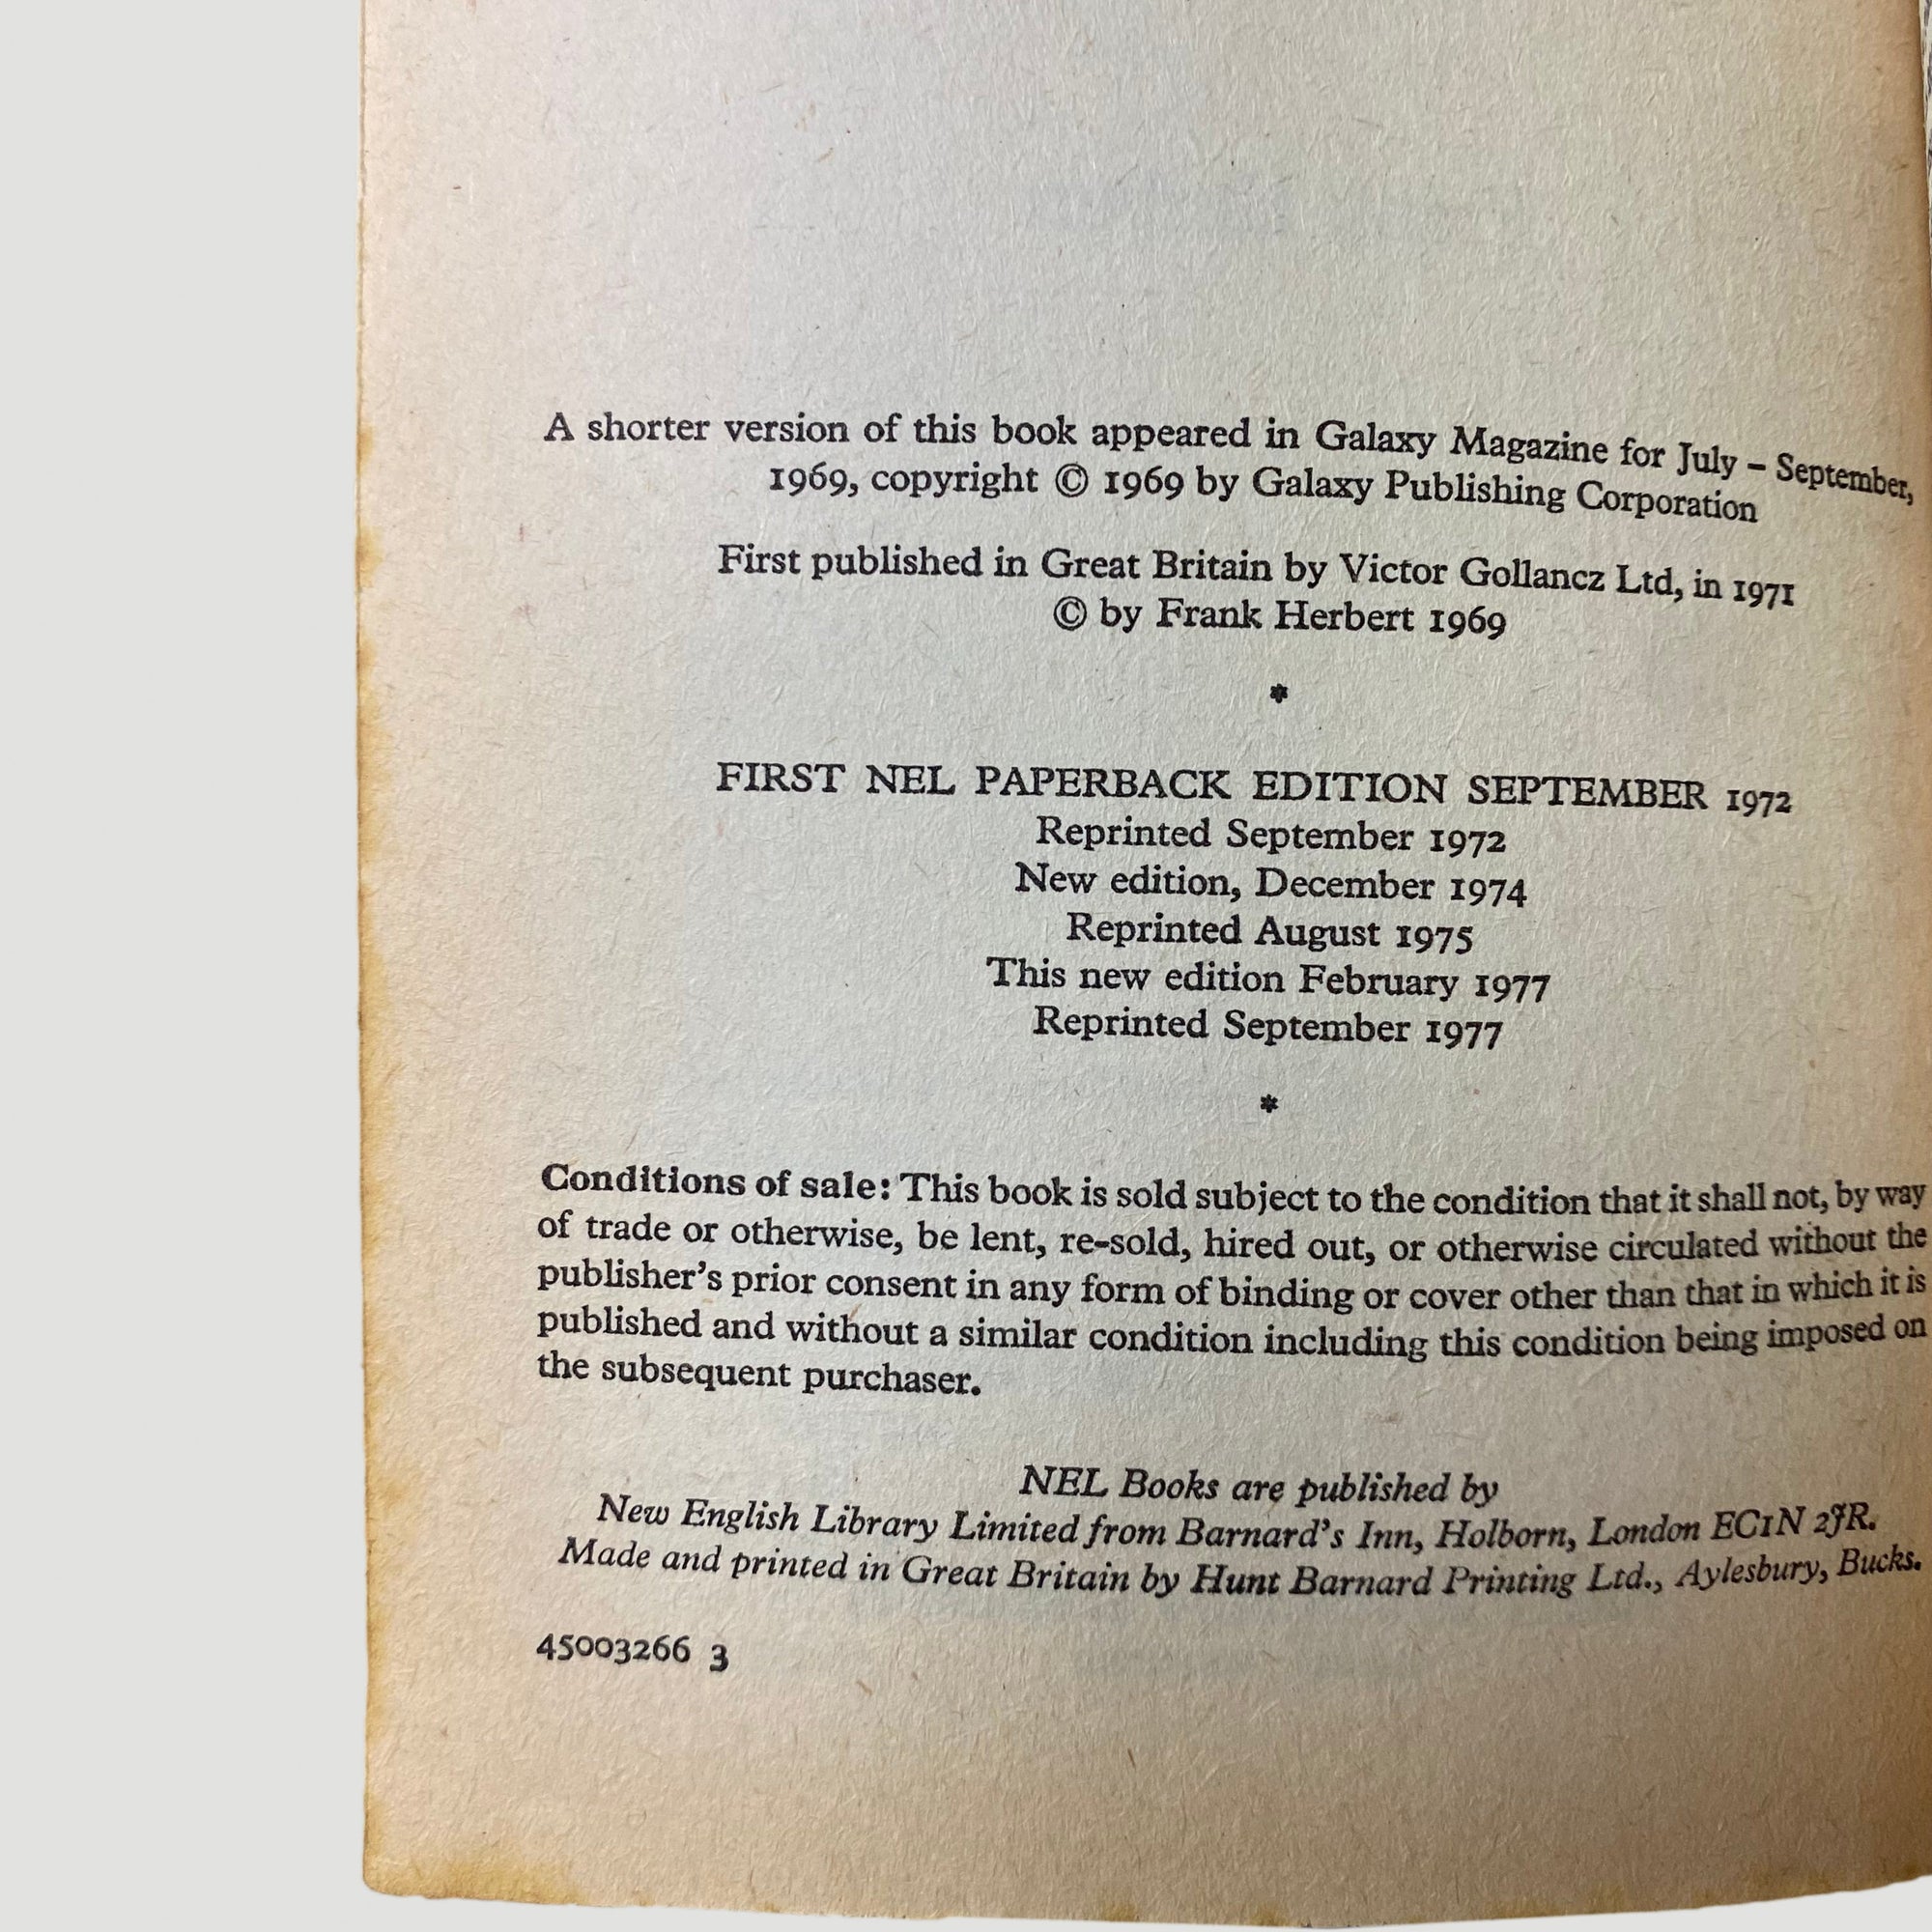 A shorter version of this book appeared in Galaxy Magazine for July – September,
1969, copyright © 1969 by Galaxy Publishing Corporation
First published in Great Britain by Victor Gollancz Ltd, in 1971
© by Frank Herbert 1969
*
FIRST NEL PAPERBACK EDITION SEPTEMBER 1972
Reprinted September 1972
New edition, December 1974
Reprinted August 1975
This new edition February 1977
Reprinted September 1977
*
Conditions of sale: This book is sold subject to the condition that it shall not, by way
of trade or otherwise, be lent, re-sold, hired out, or otherwise circulated without the
publisher's prior consent in any form of binding or cover other than that in which it is
published and without a similar condition including this condition being imposed on
the subsequent purchaser.
NEL Books are published by
New English Library Limited from Barnard's Inn, Holborn, London EC1N 2JR.
Made and printed in Great Britain by Hunt Barnard Printing Ltd., Aylesbury, Bucks.
45003266 3